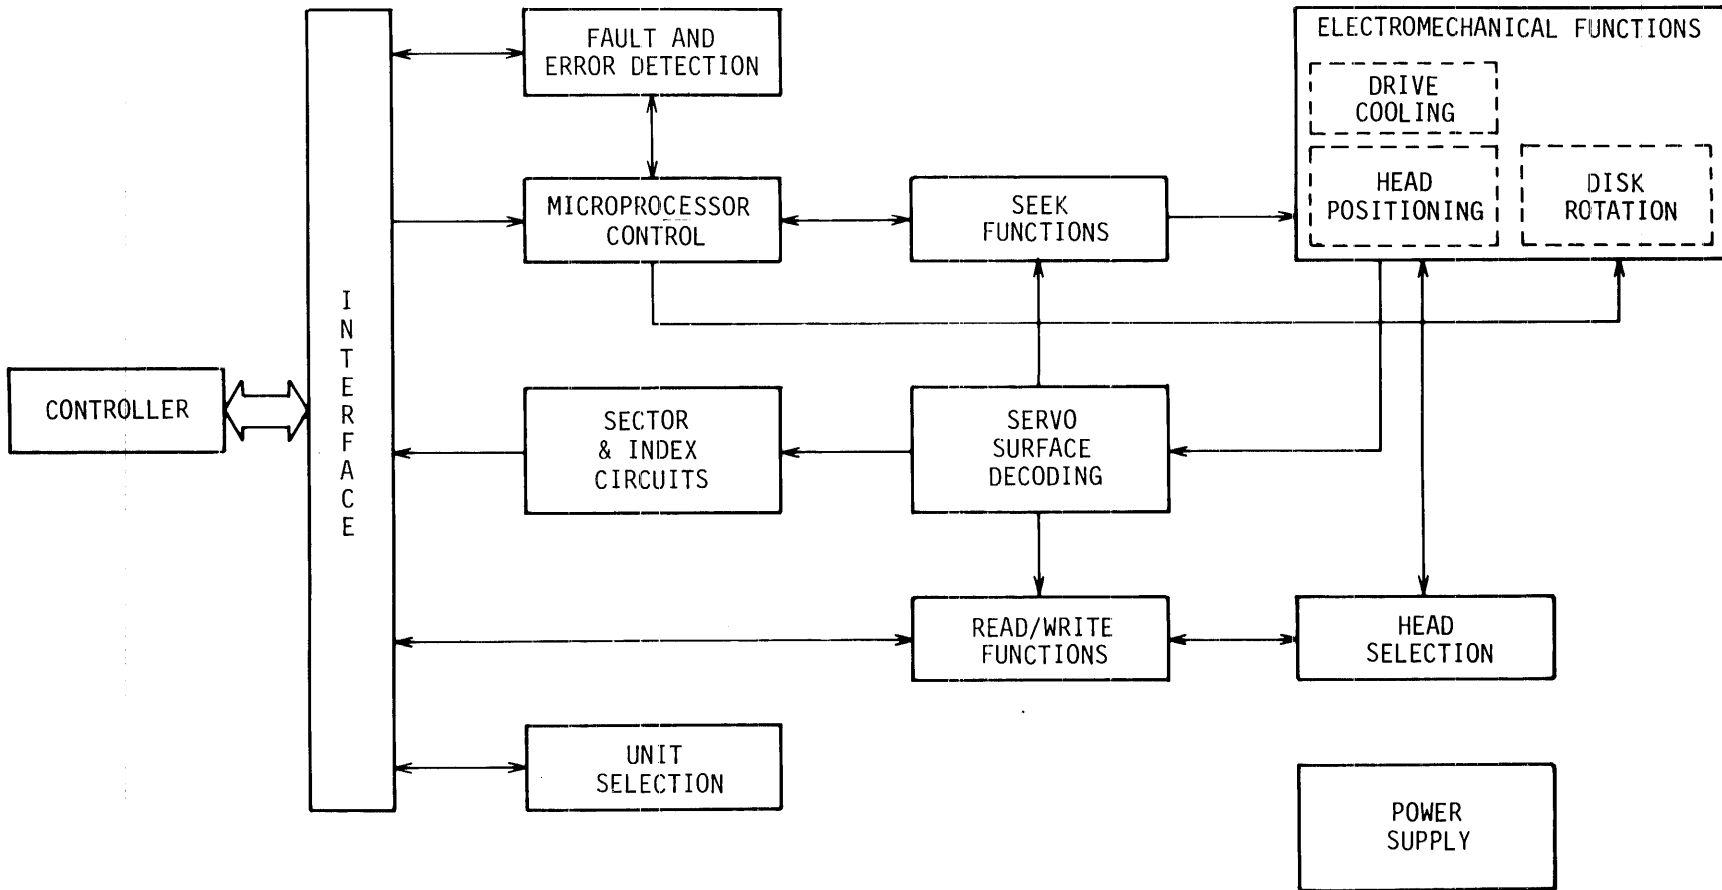 FAULT AND
ERROR DETECTION
ELECTROMECHANICAL FUNCTIONS
DRIVE
COOLING
HEAD
POSITIONING
DISK
ROTATION
MICROPROCESSOR
CONTROL
SEEK
FUNCTIONS
INTERFACE
CONTROLLER
SECTOR
& INDEX
CIRCUITS
SERVO
SURFACE
DECODING
READ/WRITE
FUNCTIONS
HEAD
SELECTION
UNIT
SELECTION
POWER
SUPPLY